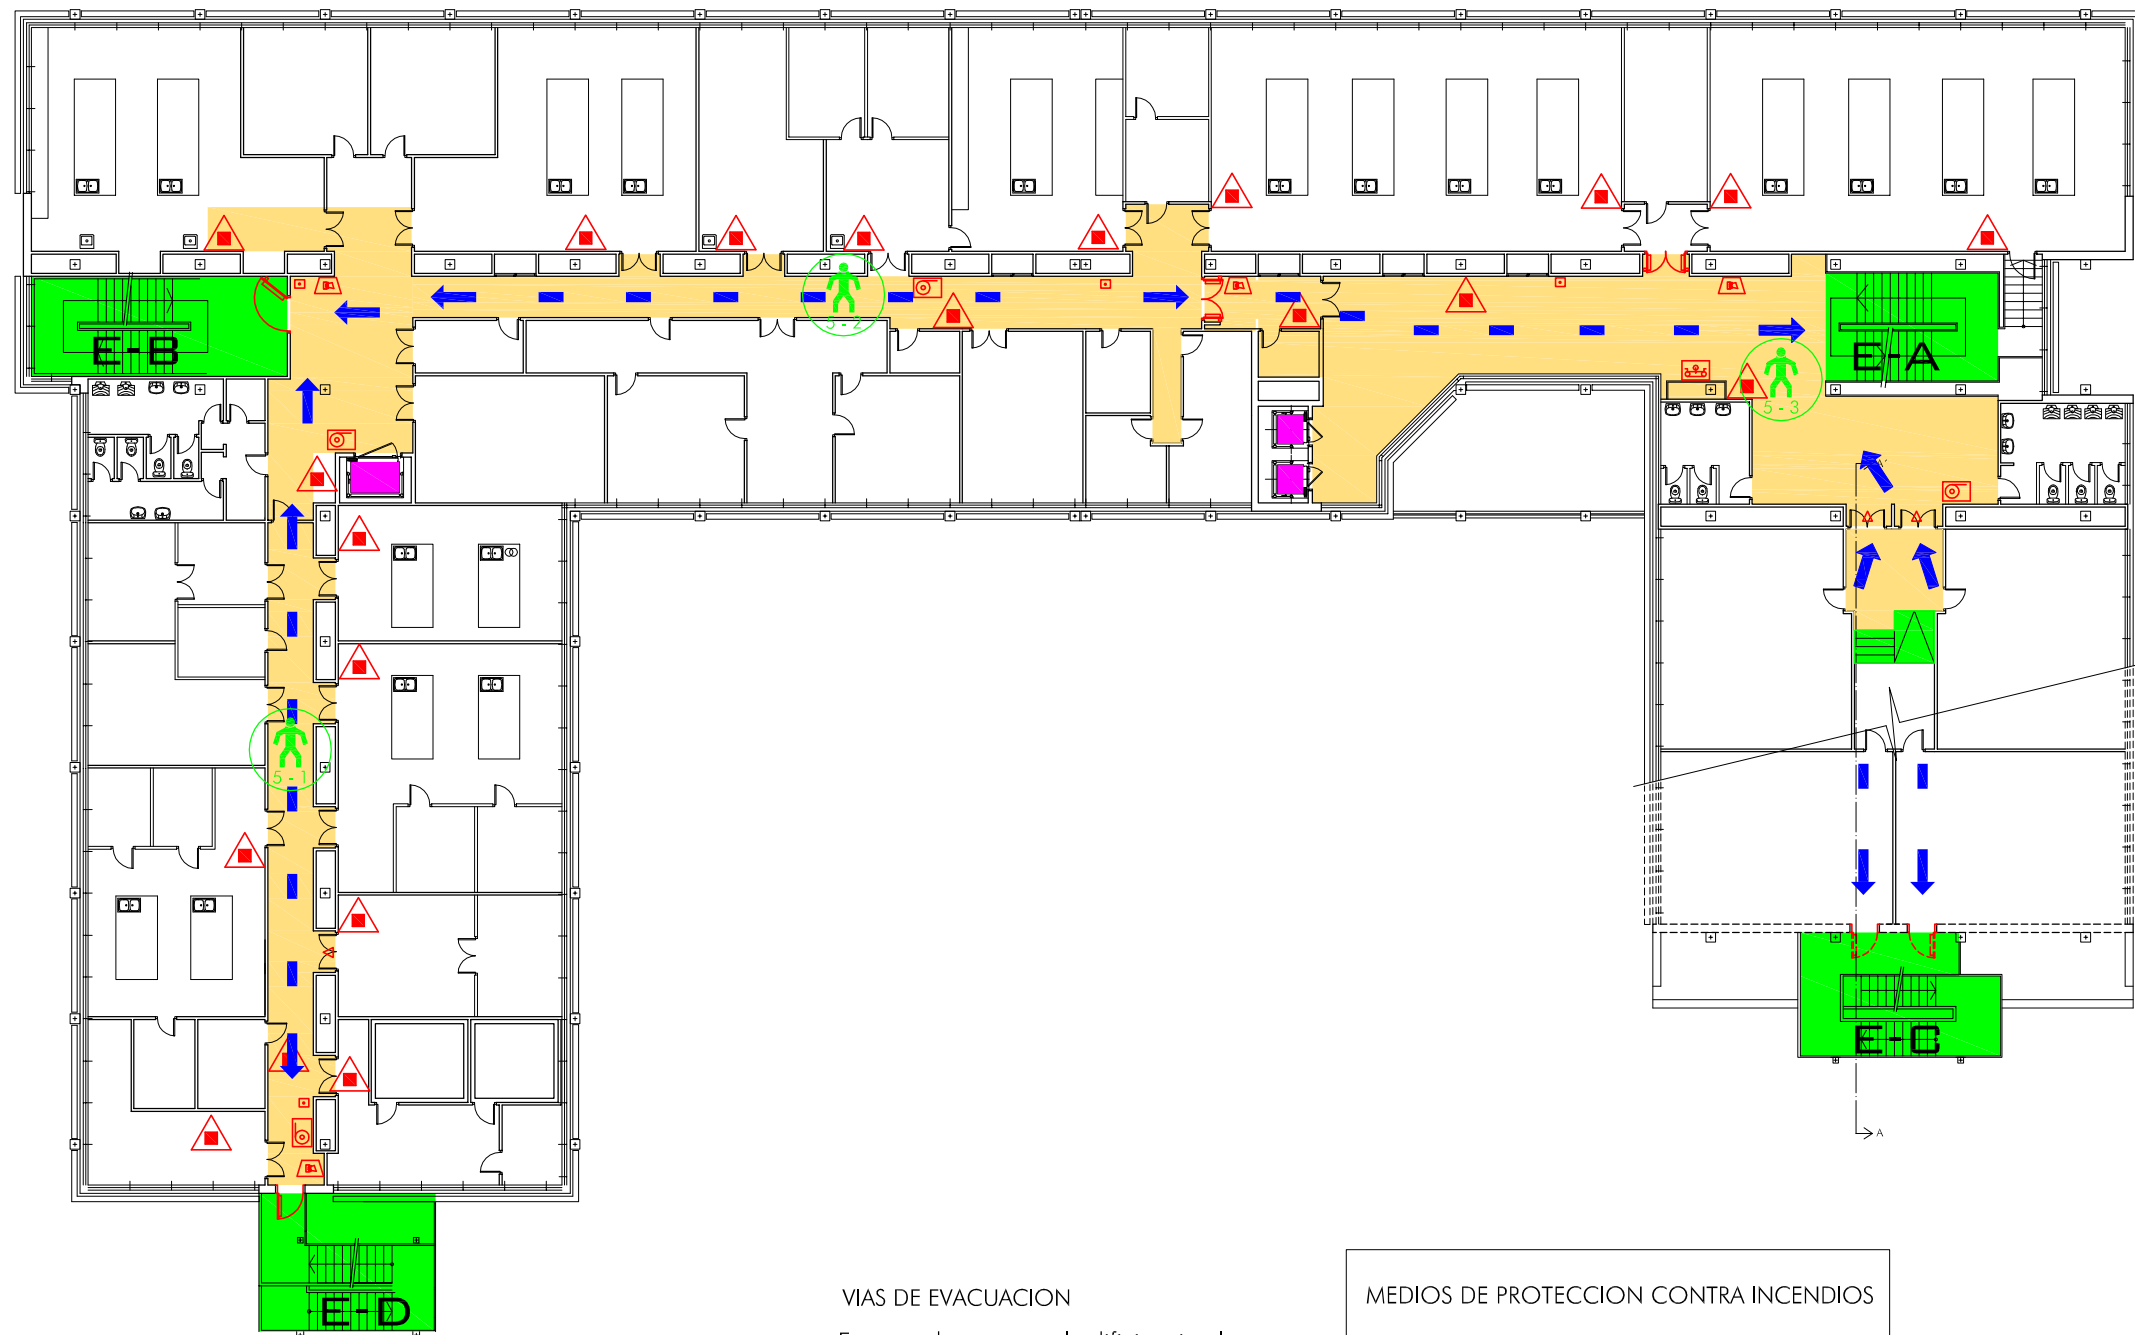 E-B
5 - 2
E-A
5 - 3
5 - 1
E-C
A
E-D
VIAS DE EVACUACION
MEDIOS DE PROTECCION CONTRA INCENDIOS